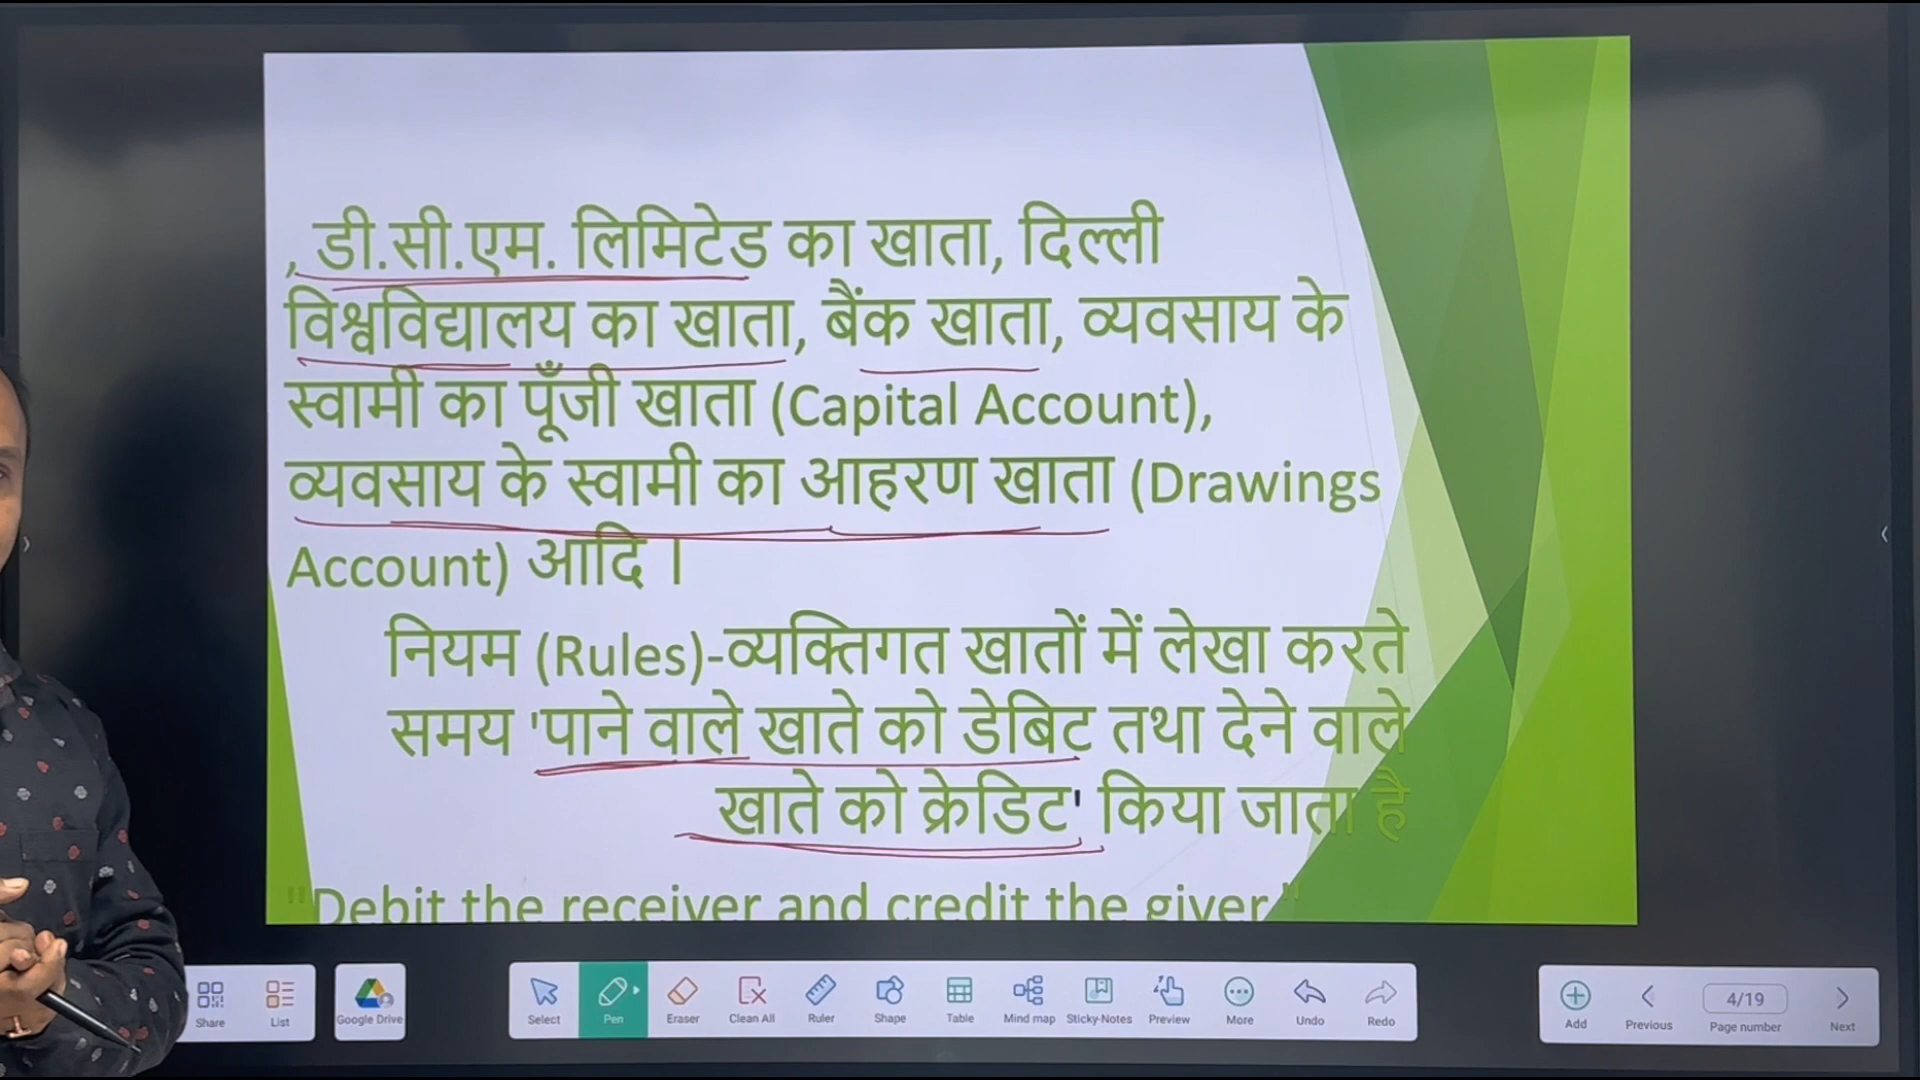 , डी.सी.एम. लिमिटेड का खाता, दिल्ली
विश्वविद्यालय का खाता, बैंक खाता, व्यवसाय के
स्वामी का पूँजी खाता (Capital Account),
व्यवसाय के स्वामी का आहरण खाता (Drawings
Account) आदि ।
नियम (Rules)-व्यक्तिगत खातों में लेखा करते
समय 'पाने वाले खाते को डेबिट तथा देने वाले
खाते को क्रेडिट' किया जाता है
"Debit the receiver and credit the giver"
Share
List
Google Drive
Select
Pen
Eraser
Clean All
Ruler
Shape
Table
Mind map
Sticky-Notes
Preview
More
Undo
Redo
Add
Previous
4/19
Page number
Next